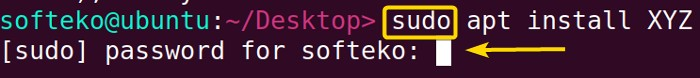 softeko@ubuntu:~/Desktop> sudo apt install XYZ
[sudo] password for softeko: